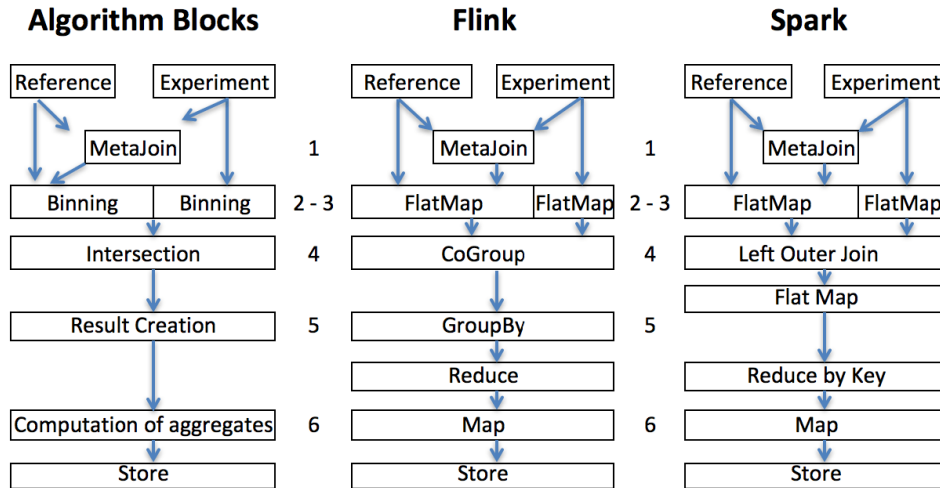 Algorithm Blocks Flink Spark
Reference Experiment Reference Experiment Reference Experiment
MetaJoin 1 MetaJoin 1 MetaJoin
Binning Binning 2 - 3 FlatMap FlatMap 2 - 3 FlatMap FlatMap
Intersection 4 CoGroup 4 Left Outer Join
Flat Map
Result Creation 5 GroupBy 5
Reduce Reduce by Key
Computation of aggregates 6 Map 6 Map
Store Store Store